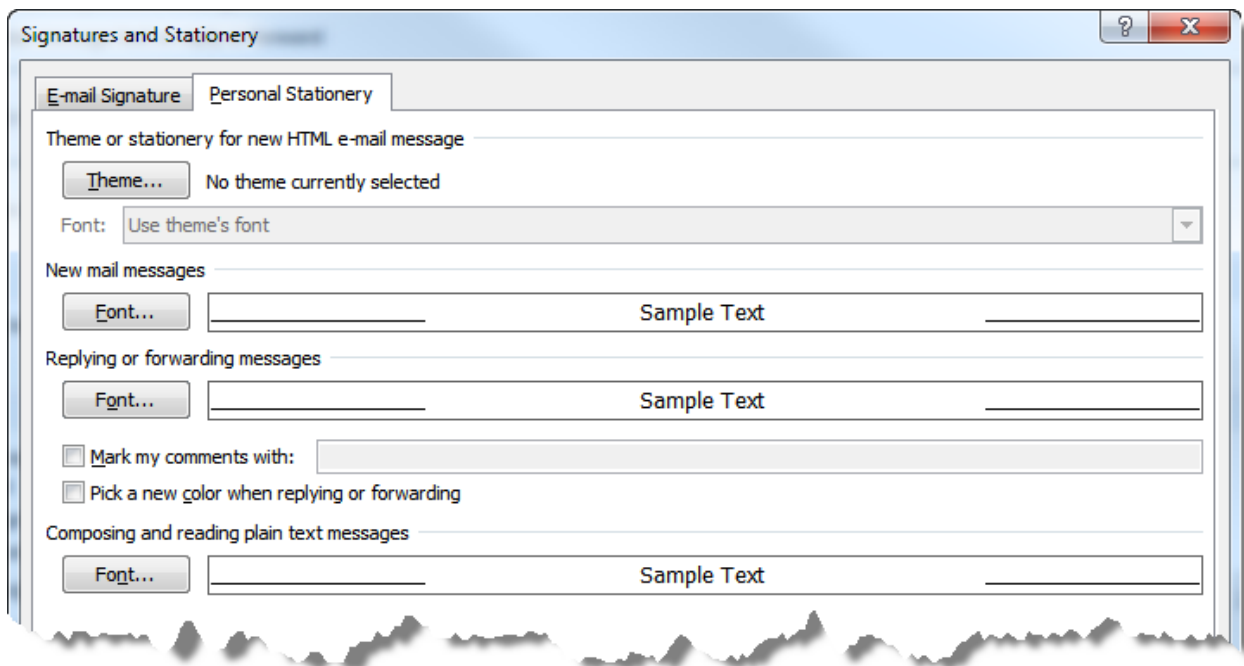 Signatures and Stationery
E-mail Signature Personal Stationery
Theme or stationery for new HTML e-mail message
Theme... No theme currently selected
Font: Use theme's font
New mail messages
Font... Sample Text
Replying or forwarding messages
Font... Sample Text
Mark my comments with:
Pick a new color when replying or forwarding
Composing and reading plain text messages
Font... Sample Text